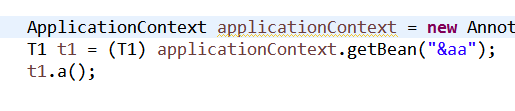 ApplicationContext applicationContext = new Annot
T1 t1 = (T1) applicationContext.getBean("&aa");
t1.a();